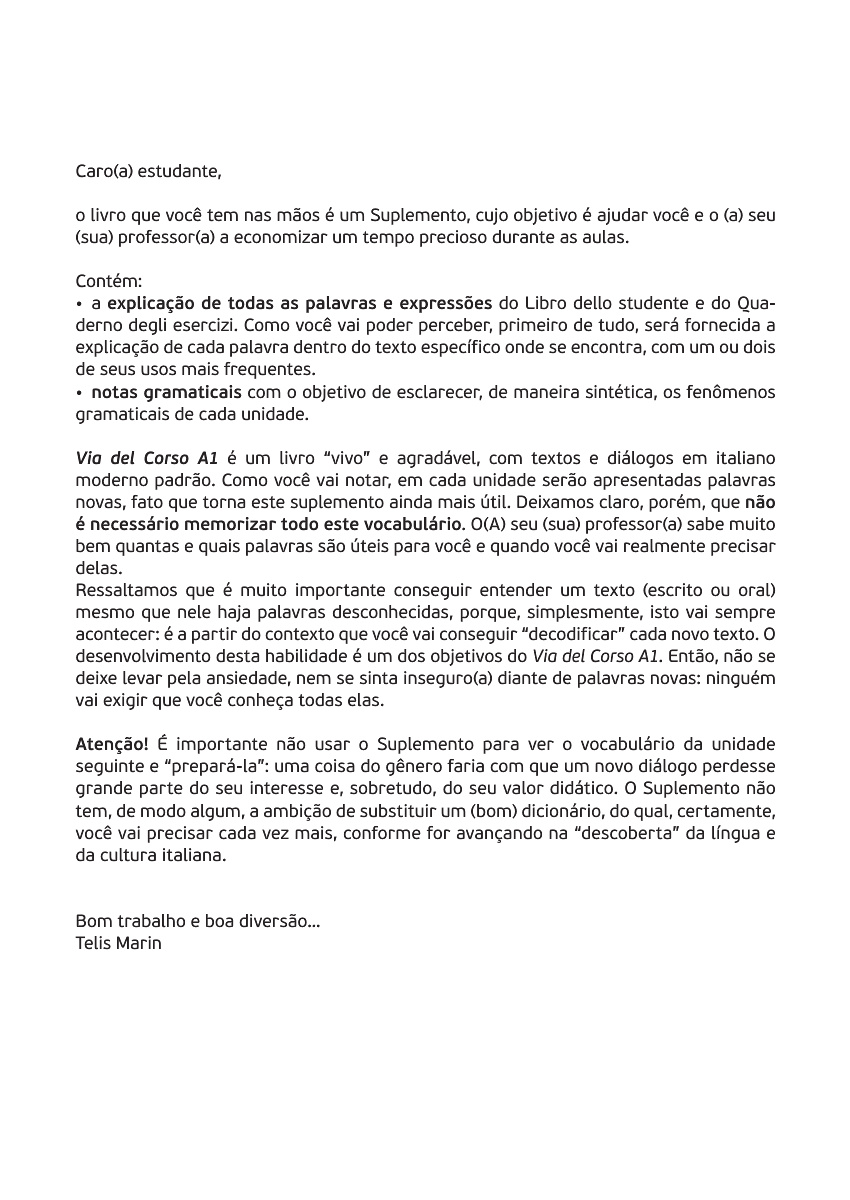 Caro(a) estudante,
o livro que você tem nas mãos é um Suplemento, cujo objetivo é ajudar você e o (a) seu
(sua) professor(a) a economizar um tempo precioso durante as aulas.
Contém:
• a explicação de todas as palavras e expressões do Libro dello studente e do Qua-
derno degli esercizi. Como você vai poder perceber, primeiro de tudo, será fornecida a
explicação de cada palavra dentro do texto específico onde se encontra, com um ou dois
de seus usos mais frequentes.
• notas gramaticais com o objetivo de esclarecer, de maneira sintética, os fenômenos
gramaticais de cada unidade.
Via del Corso A1 é um livro “vivo” e agradável, com textos e diálogos em italiano
moderno padrão. Como você vai notar, em cada unidade serão apresentadas palavras
novas, fato que torna este suplemento ainda mais útil. Deixamos claro, porém, que não
é necessário memorizar todo este vocabulário. O(A) seu (sua) professor(a) sabe muito
bem quantas e quais palavras são úteis para você e quando você vai realmente precisar
delas.
Ressaltamos que é muito importante conseguir entender um texto (escrito ou oral)
mesmo que nele haja palavras desconhecidas, porque, simplesmente, isto vai sempre
acontecer: é a partir do contexto que você vai conseguir “decodificar” cada novo texto. O
desenvolvimento desta habilidade é um dos objetivos do Via del Corso A1. Então, não se
deixe levar pela ansiedade, nem se sinta inseguro(a) diante de palavras novas: ninguém
vai exigir que você conheça todas elas.
Atenção! É importante não usar o Suplemento para ver o vocabulário da unidade
seguinte e “prepará-la”: uma coisa do gênero faria com que um novo diálogo perdesse
grande parte do seu interesse e, sobretudo, do seu valor didático. O Suplemento não
tem, de modo algum, a ambição de substituir um (bom) dicionário, do qual, certamente,
você vai precisar cada vez mais, conforme for avançando na “descoberta” da língua e
da cultura italiana.
Bom trabalho e boa diversão...
Telis Marin